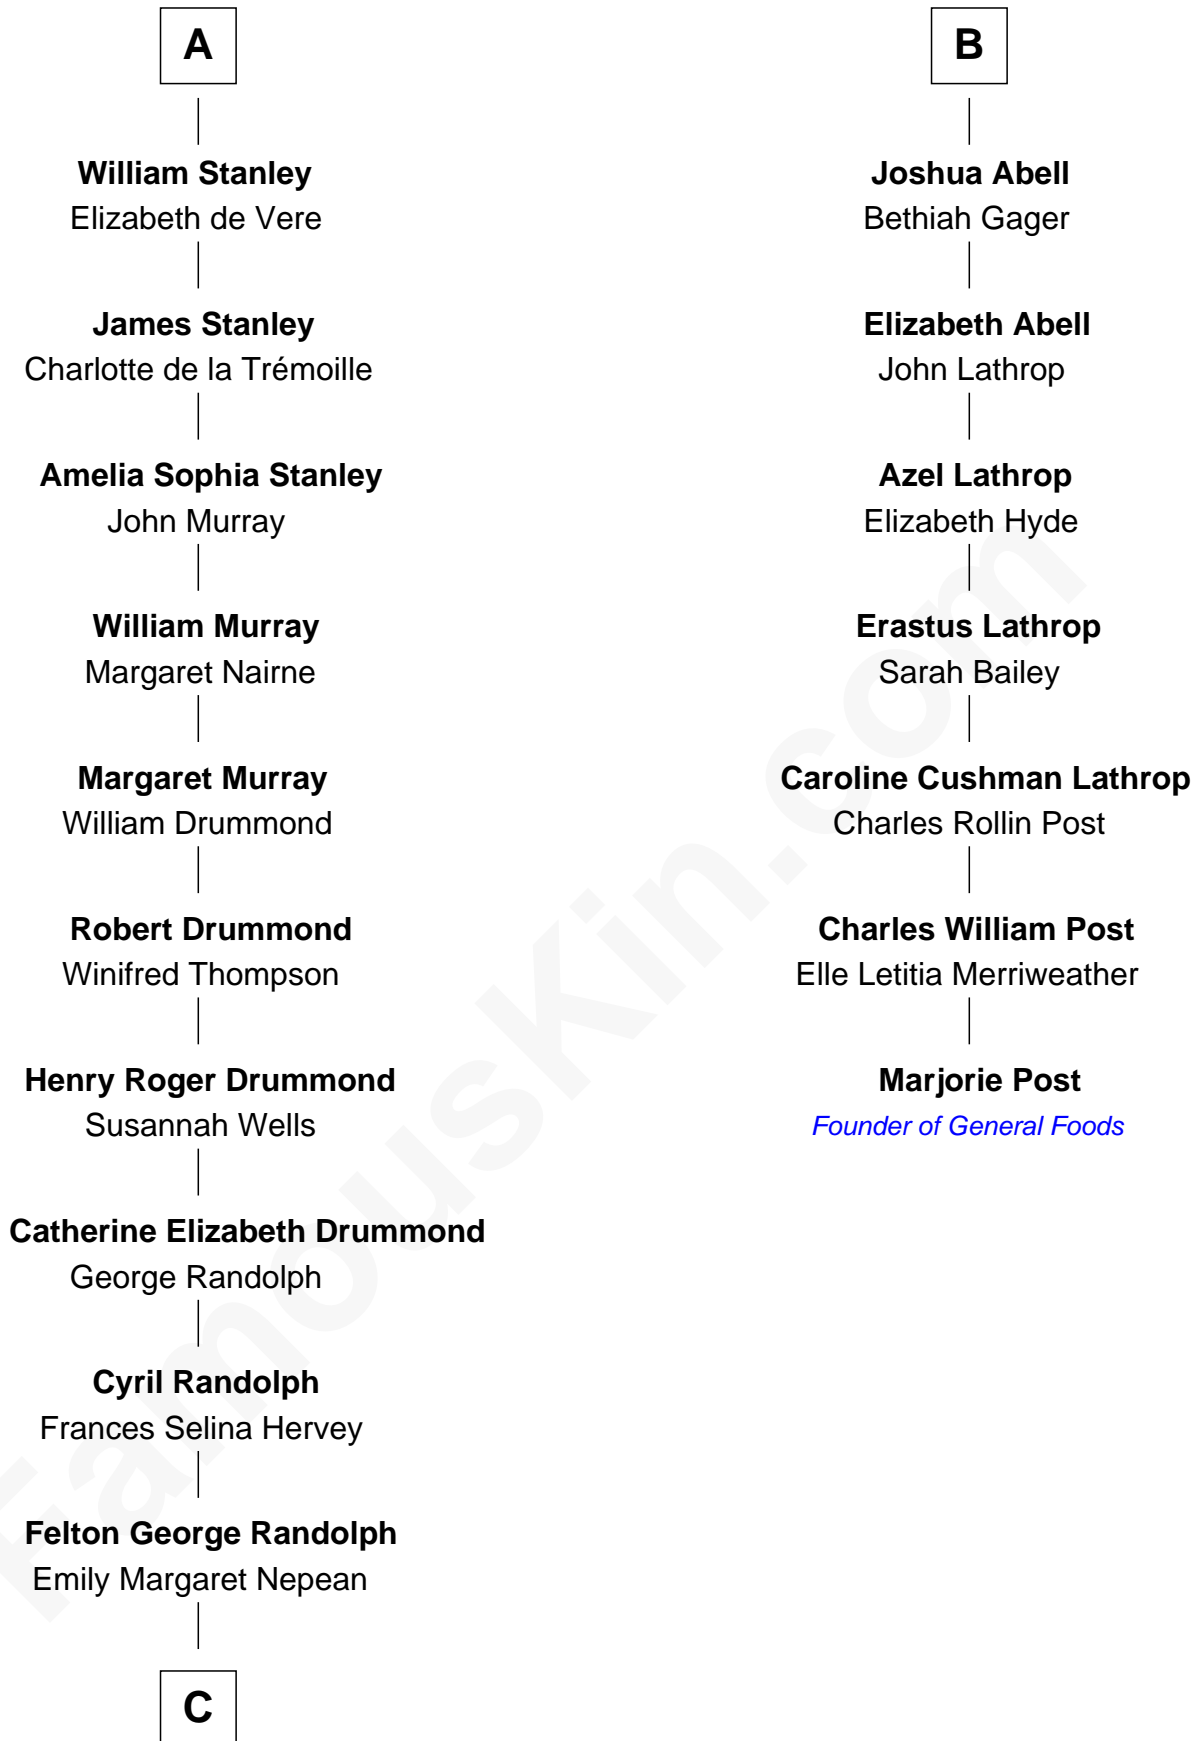 A
William Stanley
Elizabeth de Vere
James Stanley
Charlotte de la Trémoille
Amelia Sophia Stanley
John Murray
William Murray
Margaret Nairne
Margaret Murray
William Drummond
Robert Drummond
Winifred Thompson
Henry Roger Drummond
Susannah Wells
Catherine Elizabeth Drummond
George Randolph
Cyril Randolph
Frances Selina Hervey
Felton George Randolph
Emily Margaret Nepean
C
B
Joshua Abell
Bethiah Gager
Elizabeth Abell
John Lathrop
Azel Lathrop
Elizabeth Hyde
Erastus Lathrop
Sarah Bailey
Caroline Cushman Lathrop
Charles Rollin Post
Charles William Post
Elle Letitia Merriweather
Marjorie Post
Founder of General Foods
FamousKin.com